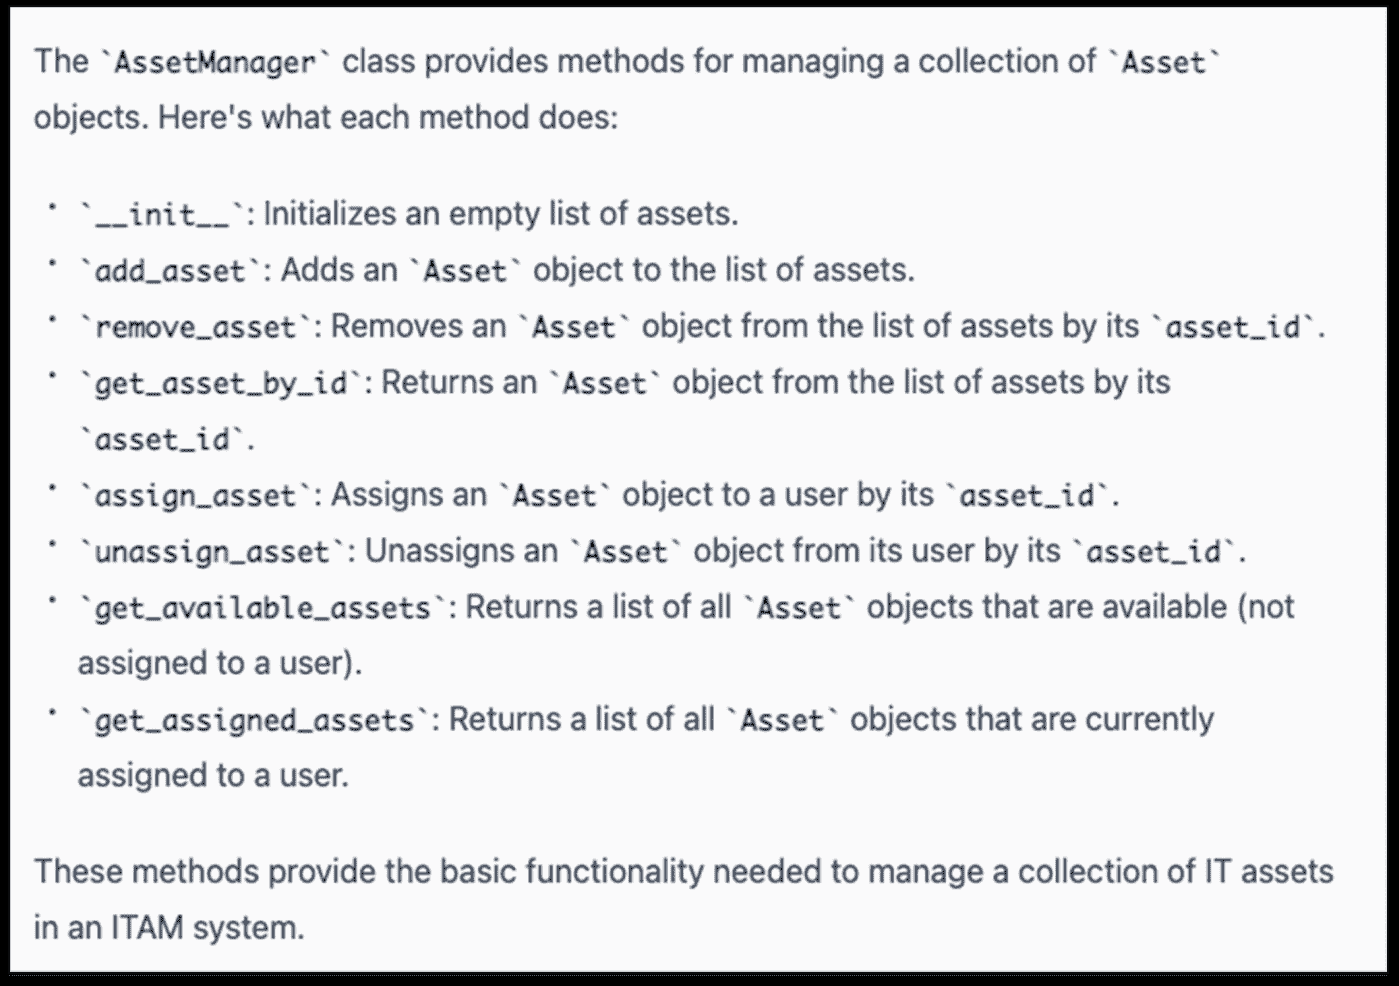 The `AssetManager` class provides methods for managing a collection of `Asset`
objects. Here's what each method does:
• `__init__`: Initializes an empty list of assets.
• `add_asset`: Adds an `Asset` object to the list of assets.
• `remove_asset`: Removes an `Asset` object from the list of assets by its `asset_id`.
• `get_asset_by_id`: Returns an `Asset` object from the list of assets by its
`asset_id`.
• `assign_asset`: Assigns an `Asset` object to a user by its `asset_id`.
• `unassign_asset`: Unassigns an `Asset` object from its user by its `asset_id`.
• `get_available_assets`: Returns a list of all `Asset` objects that are available (not
assigned to a user).
• `get_assigned_assets`: Returns a list of all `Asset` objects that are currently
assigned to a user.
These methods provide the basic functionality needed to manage a collection of IT assets
in an ITAM system.